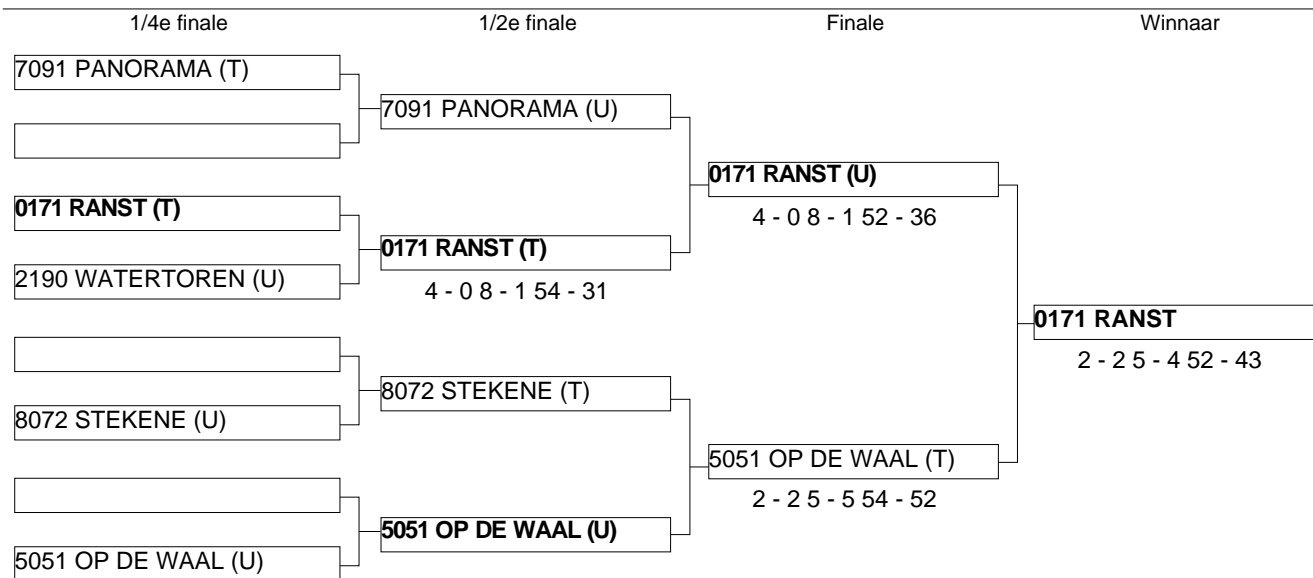 1/4e finale 1/2e finale Finale Winnaar
7091 PANORAMA (T)
7091 PANORAMA (U)
0171 RANST (U)
4 - 0 8 - 1 52 - 36
0171 RANST (T)
0171 RANST (T)
4 - 0 8 - 1 54 - 31
2190 WATERTOREN (U)
0171 RANST
2 - 2 5 - 4 52 - 43
8072 STEKENE (T)
8072 STEKENE (U)
5051 OP DE WAAL (T)
2 - 2 5 - 5 54 - 52
5051 OP DE WAAL (U)
5051 OP DE WAAL (U)